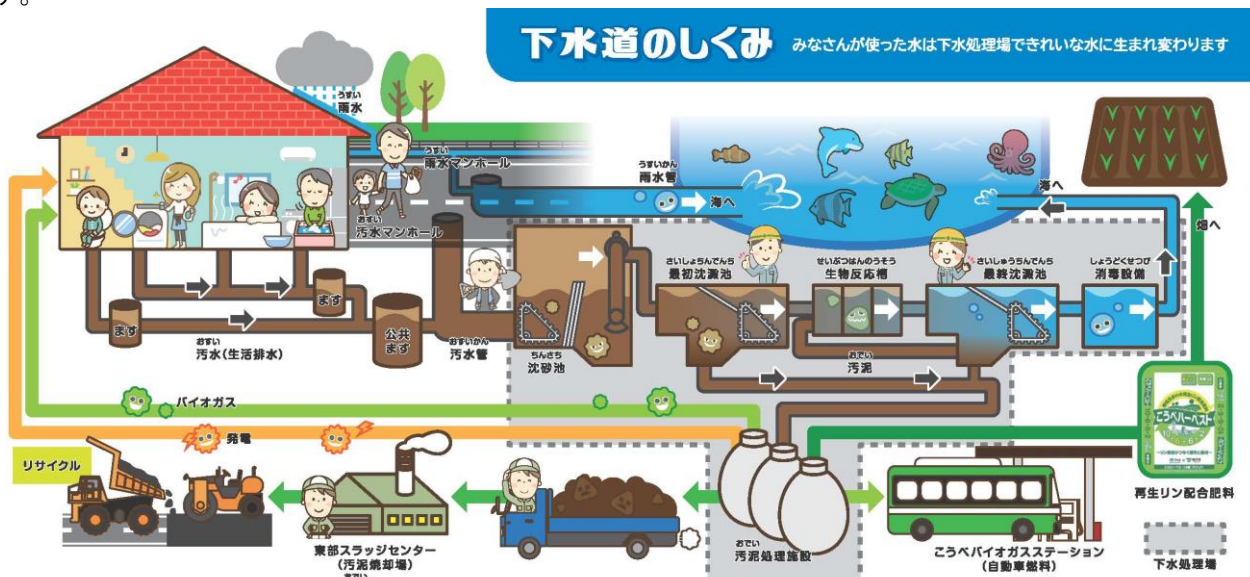 す。
下水道のしくみ みなさんが使った水は下水処理場できれいな水に生まれ変わります
うすい
雨水
うすい
雨水マンホール
おすい
汚水マンホール
うすいかん
雨水管
海へ
海へ
畑へ
さいしょちんでんち
最初沈澱池
せいぶつはんのうそう
生物反応槽
さいしゅうちんでんち
最終沈澱池
しょうどくせつび
消毒設備
ます
ます
公共
ます
おすい
汚水(生活排水)
おすいかん
汚水管
ちんさち
沈砂池
おでい
汚泥
バイオガス
発電
こうべハーベスト
再生リン配合肥料
リサイクル
東部スラッジセンター
(汚泥焼却場)
おでい
おでい
汚泥処理施設
こうべバイオガスステーション
(自動車燃料)
下水処理場